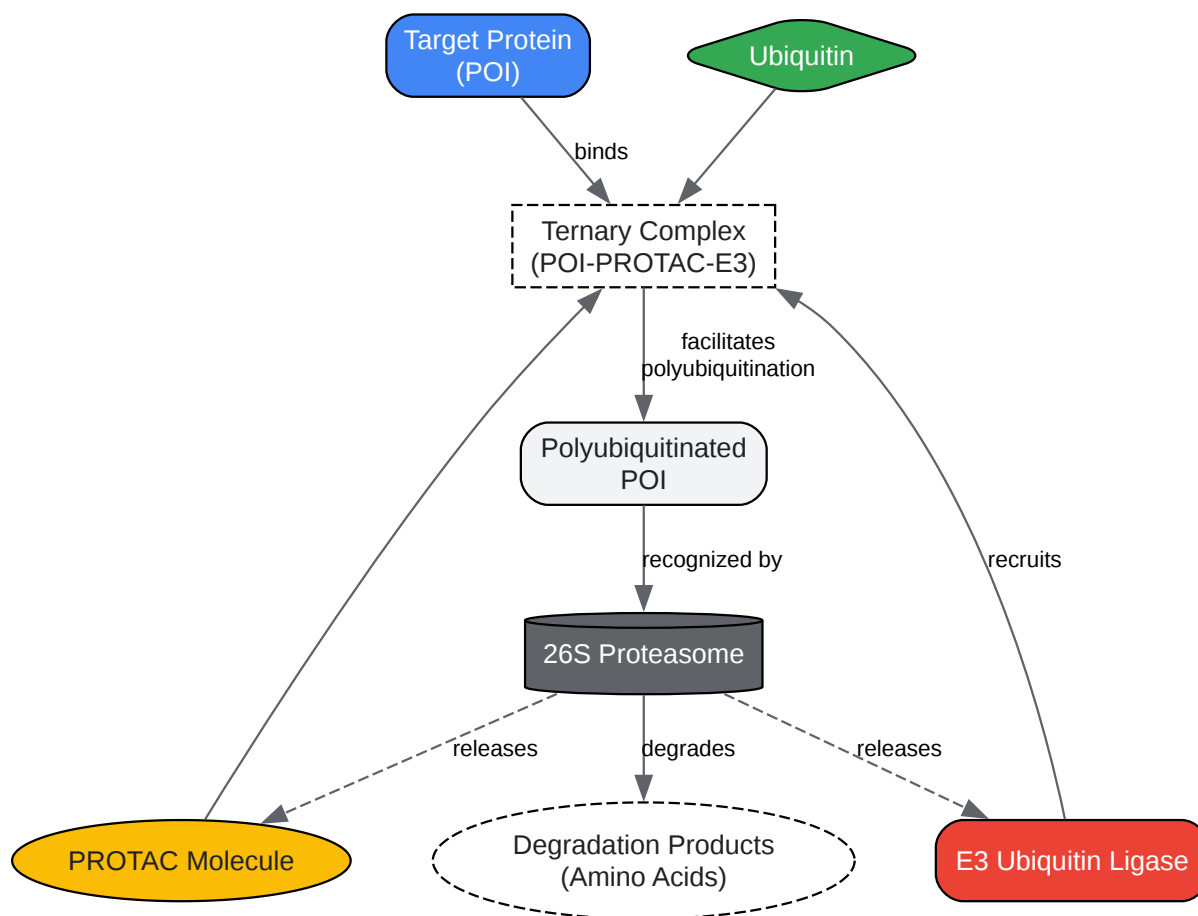 Target Protein
(POI)
Ubiquitin
binds
Ternary Complex
(POI-PROTAC-E3)
facilitates
polyubiquitination
Polyubiquitinated
POI
recognized by
recruits
26S Proteasome
releases
degrades
releases
PROTAC Molecule
Degradation Products
(Amino Acids)
E3 Ubiquitin Ligase